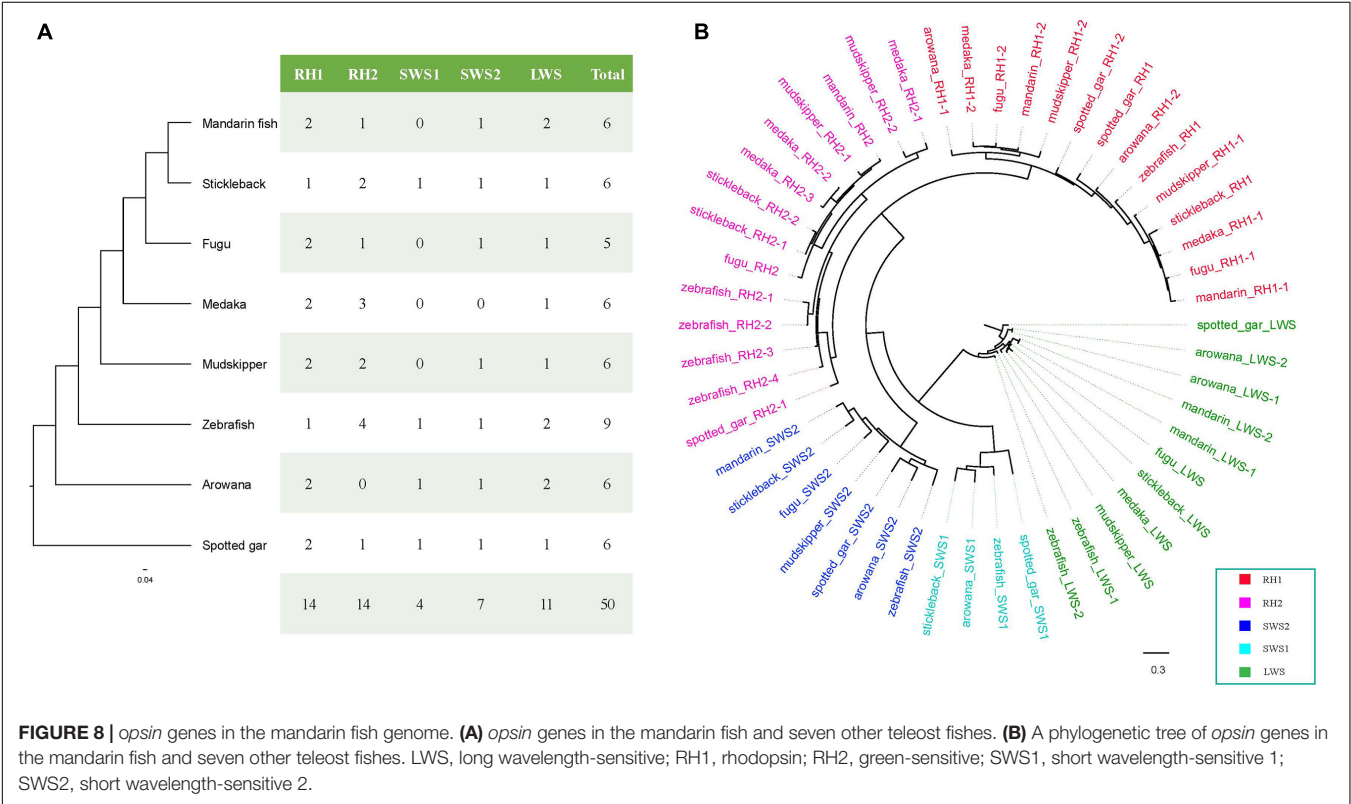 A
RH1 RH2 SWS1 SWS2 LWS Total
Mandarin fish 2 1 0 1 2 6
Stickleback 1 2 1 1 1 6
Fugu 2 1 0 1 1 5
Medaka 2 3 0 0 1 6
Mudskipper 2 2 0 1 1 6
Zebrafish 1 4 1 1 2 9
Arowana 2 0 1 1 2 6
Spotted gar 2 1 1 1 1 6
14 14 4 7 11 50
0.04
B
arowana_RH1-1
medaka_RH1-2
fugu_RH1-2
mandarin_RH1-2
mudskipper_RH1-2
spotted_gar_RH1-2
spotted_gar_RH1
arowana_RH1-2
zebrafish_RH1
mudskipper_RH1-1
stickleback_RH1
medaka_RH1-1
fugu_RH1-1
mandarin_RH1-1
spotted_gar_LWS
arowana_LWS-2
arowana_LWS-1
mandarin_LWS-2
mandarin_LWS-1
fugu_LWS
stickleback_LWS
medaka_LWS
mudskipper_LWS
zebrafish_LWS-1
zebrafish_LWS-2
spotted_gar_SWS1
zebrafish_SWS1
arowana_SWS1
stickleback_SWS1
zebrafish_SWS2
arowana_SWS2
spotted_gar_SWS2
mudskipper_SWS2
fugu_SWS2
stickleback_SWS2
mandarin_SWS2
spotted_gar_RH2-1
zebrafish_RH2-4
zebrafish_RH2-3
zebrafish_RH2-2
zebrafish_RH2-1
fugu_RH2
stickleback_RH2-1
stickleback_RH2-2
medaka_RH2-3
medaka_RH2-2
mudskipper_RH2-1
mandarin_RH2
mudskipper_RH2-2
medaka_RH2-1
0.3
RH1
RH2
SWS2
SWS1
LWS
FIGURE 8 | opsin genes in the mandarin fish genome. (A) opsin genes in the mandarin fish and seven other teleost fishes. (B) A phylogenetic tree of opsin genes in
the mandarin fish and seven other teleost fishes. LWS, long wavelength-sensitive; RH1, rhodopsin; RH2, green-sensitive; SWS1, short wavelength-sensitive 1;
SWS2, short wavelength-sensitive 2.